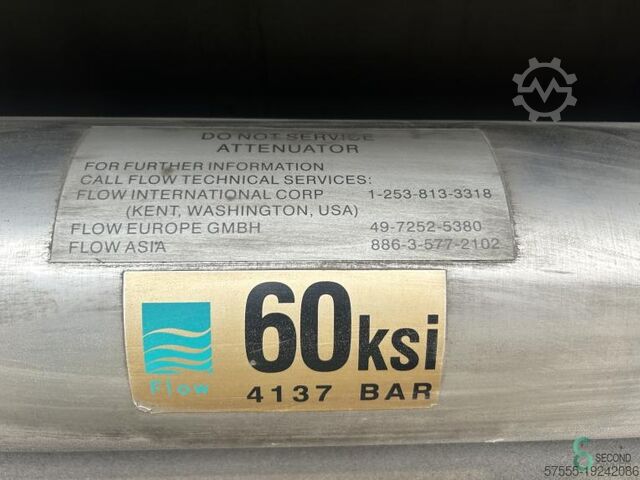 DO NOT SERVICE
ATTENUATOR
FOR FURTHER INFORMATION
CALL FLOW TECHNICAL SERVICES:
FLOW INTERNATIONAL CORP 1-253-813-3318
(KENT, WASHINGTON, USA)
FLOW EUROPE GMBH 49-7252-5380
FLOW ASIA 886-3-577-2102
60ksi
Flow
4137 BAR
SECOND
57555-19242086